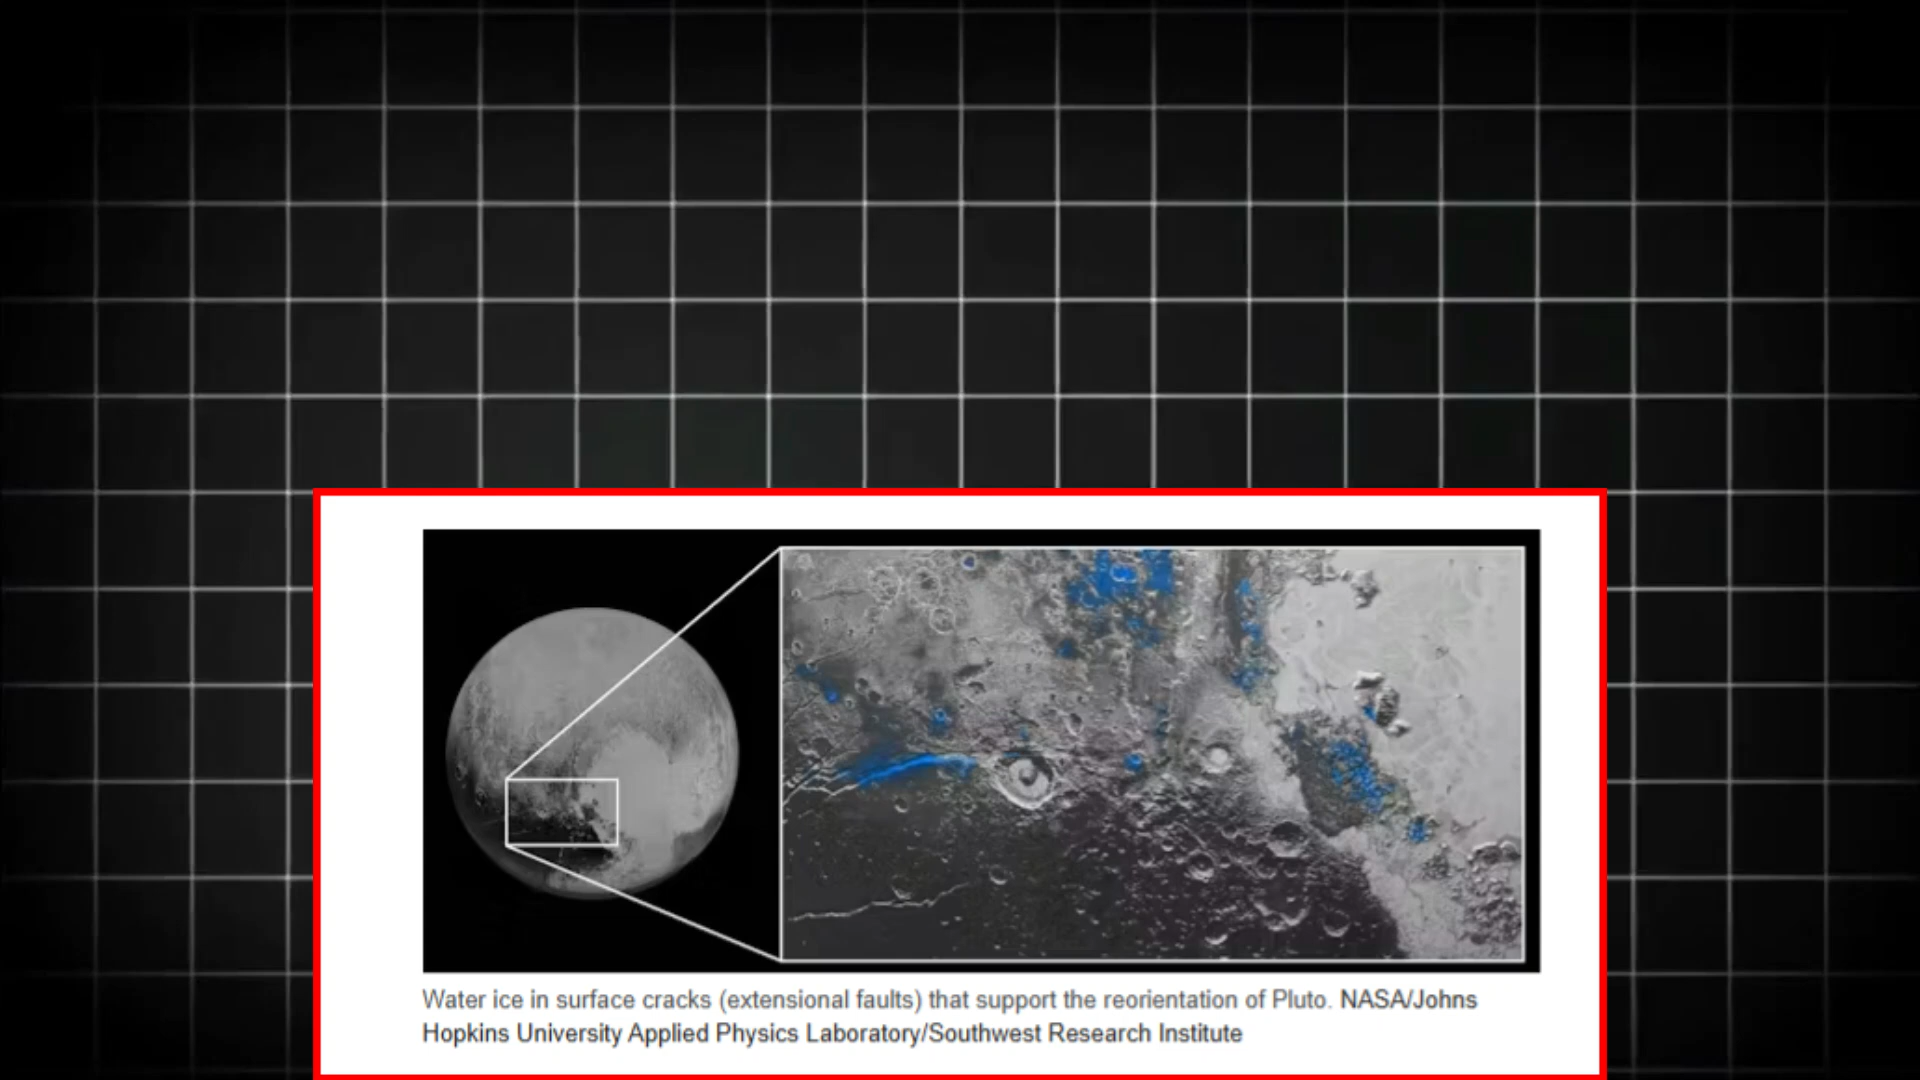 Water ice in surface cracks (extensional faults) that support the reorientation of Pluto. NASA/Johns
Hopkins University Applied Physics Laboratory/Southwest Research Institute